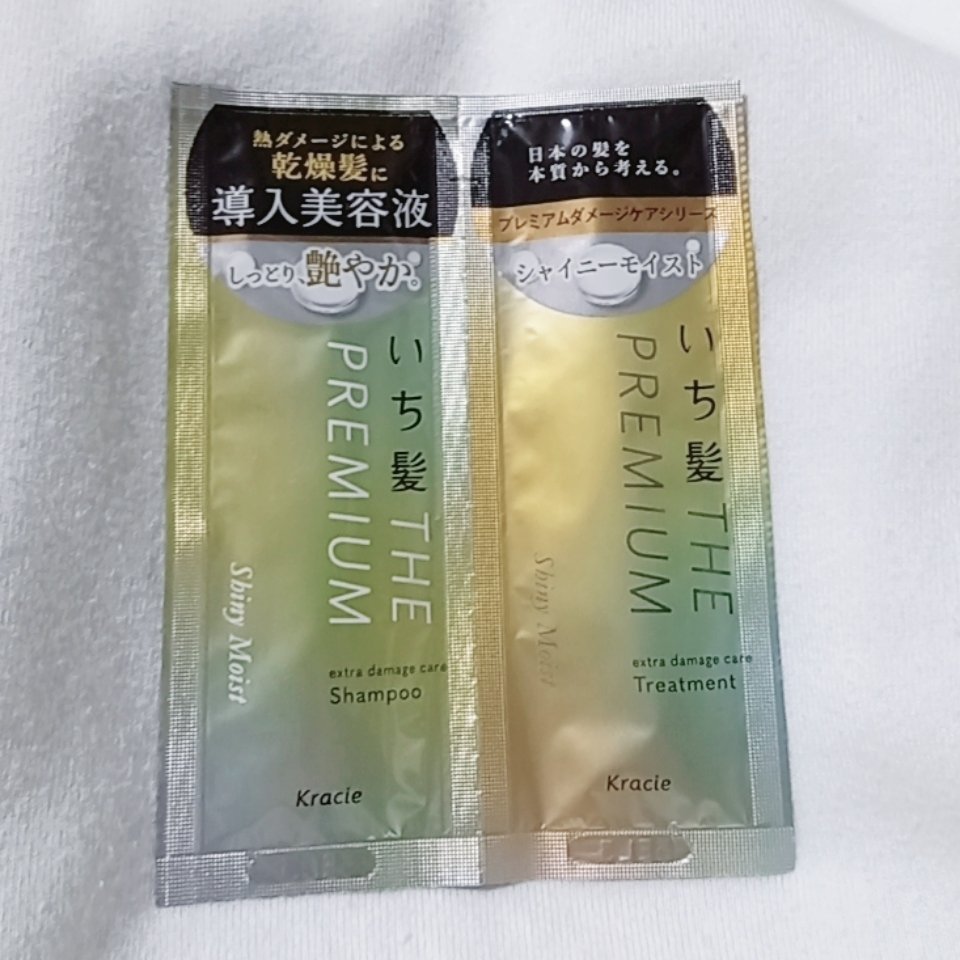 熱ダメージによる
乾燥髪に
導入美容液
しっとり、艶やか。
いち髪 THE
PREMIUM
Shiny Moist
extra damage care
Shampoo
Kracie
日本の髪を
本質から考える。
プレミアムダメージケアシリーズ
シャイニーモイスト
いち髪 THE
PREMIUM
Shiny Moist
extra damage care
Treatment
Kracie